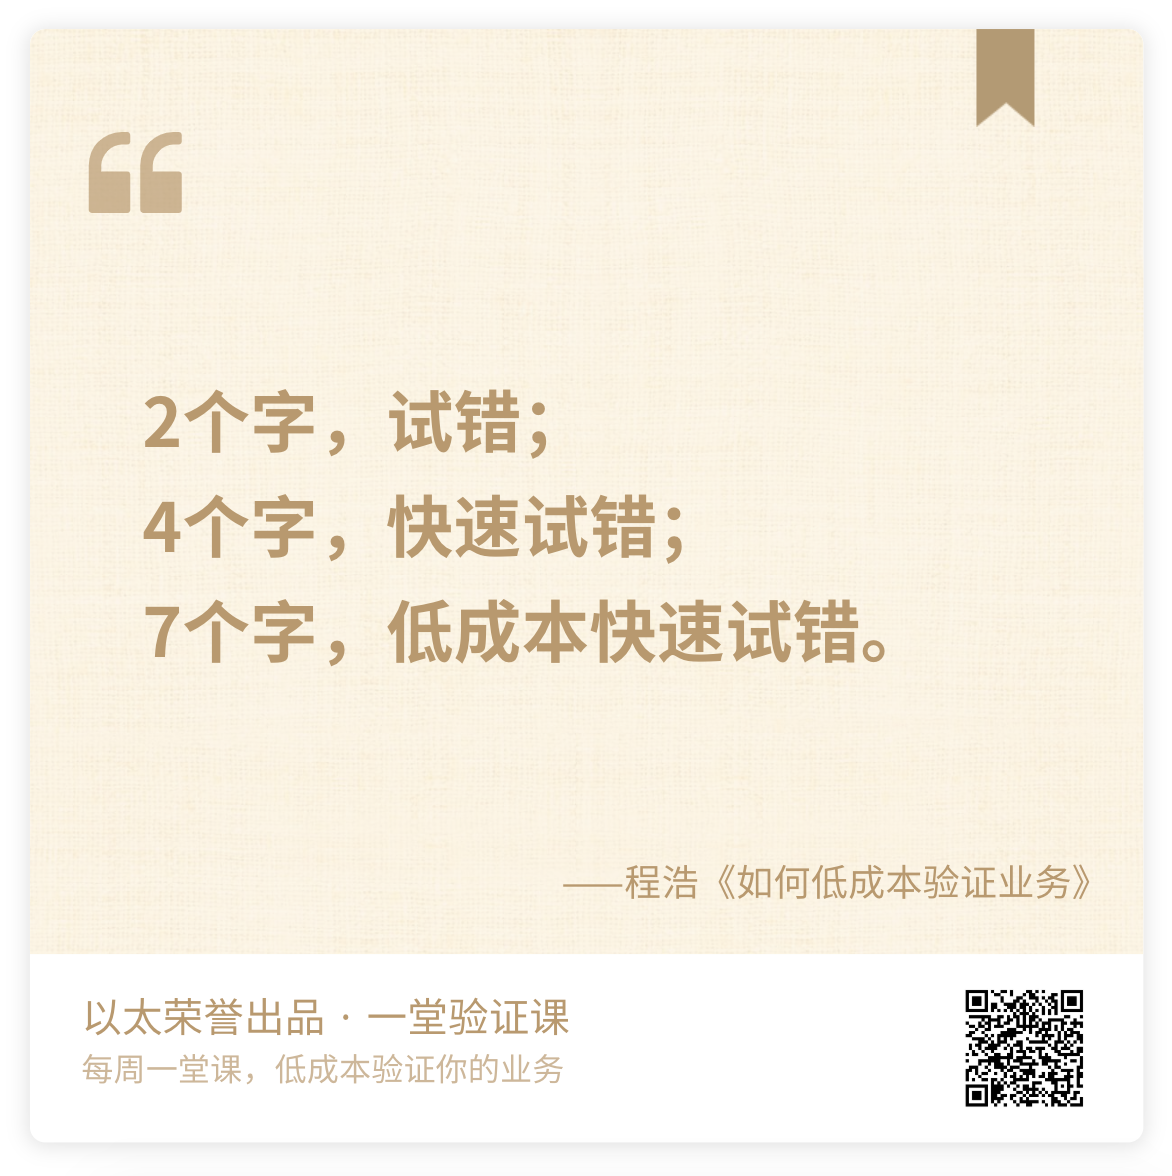 2个字，试错；
4个字，快速试错；
7个字，低成本快速试错。
——程浩《如何低成本验证业务》
以太荣誉出品 · 一堂验证课
每周一堂课，低成本验证你的业务